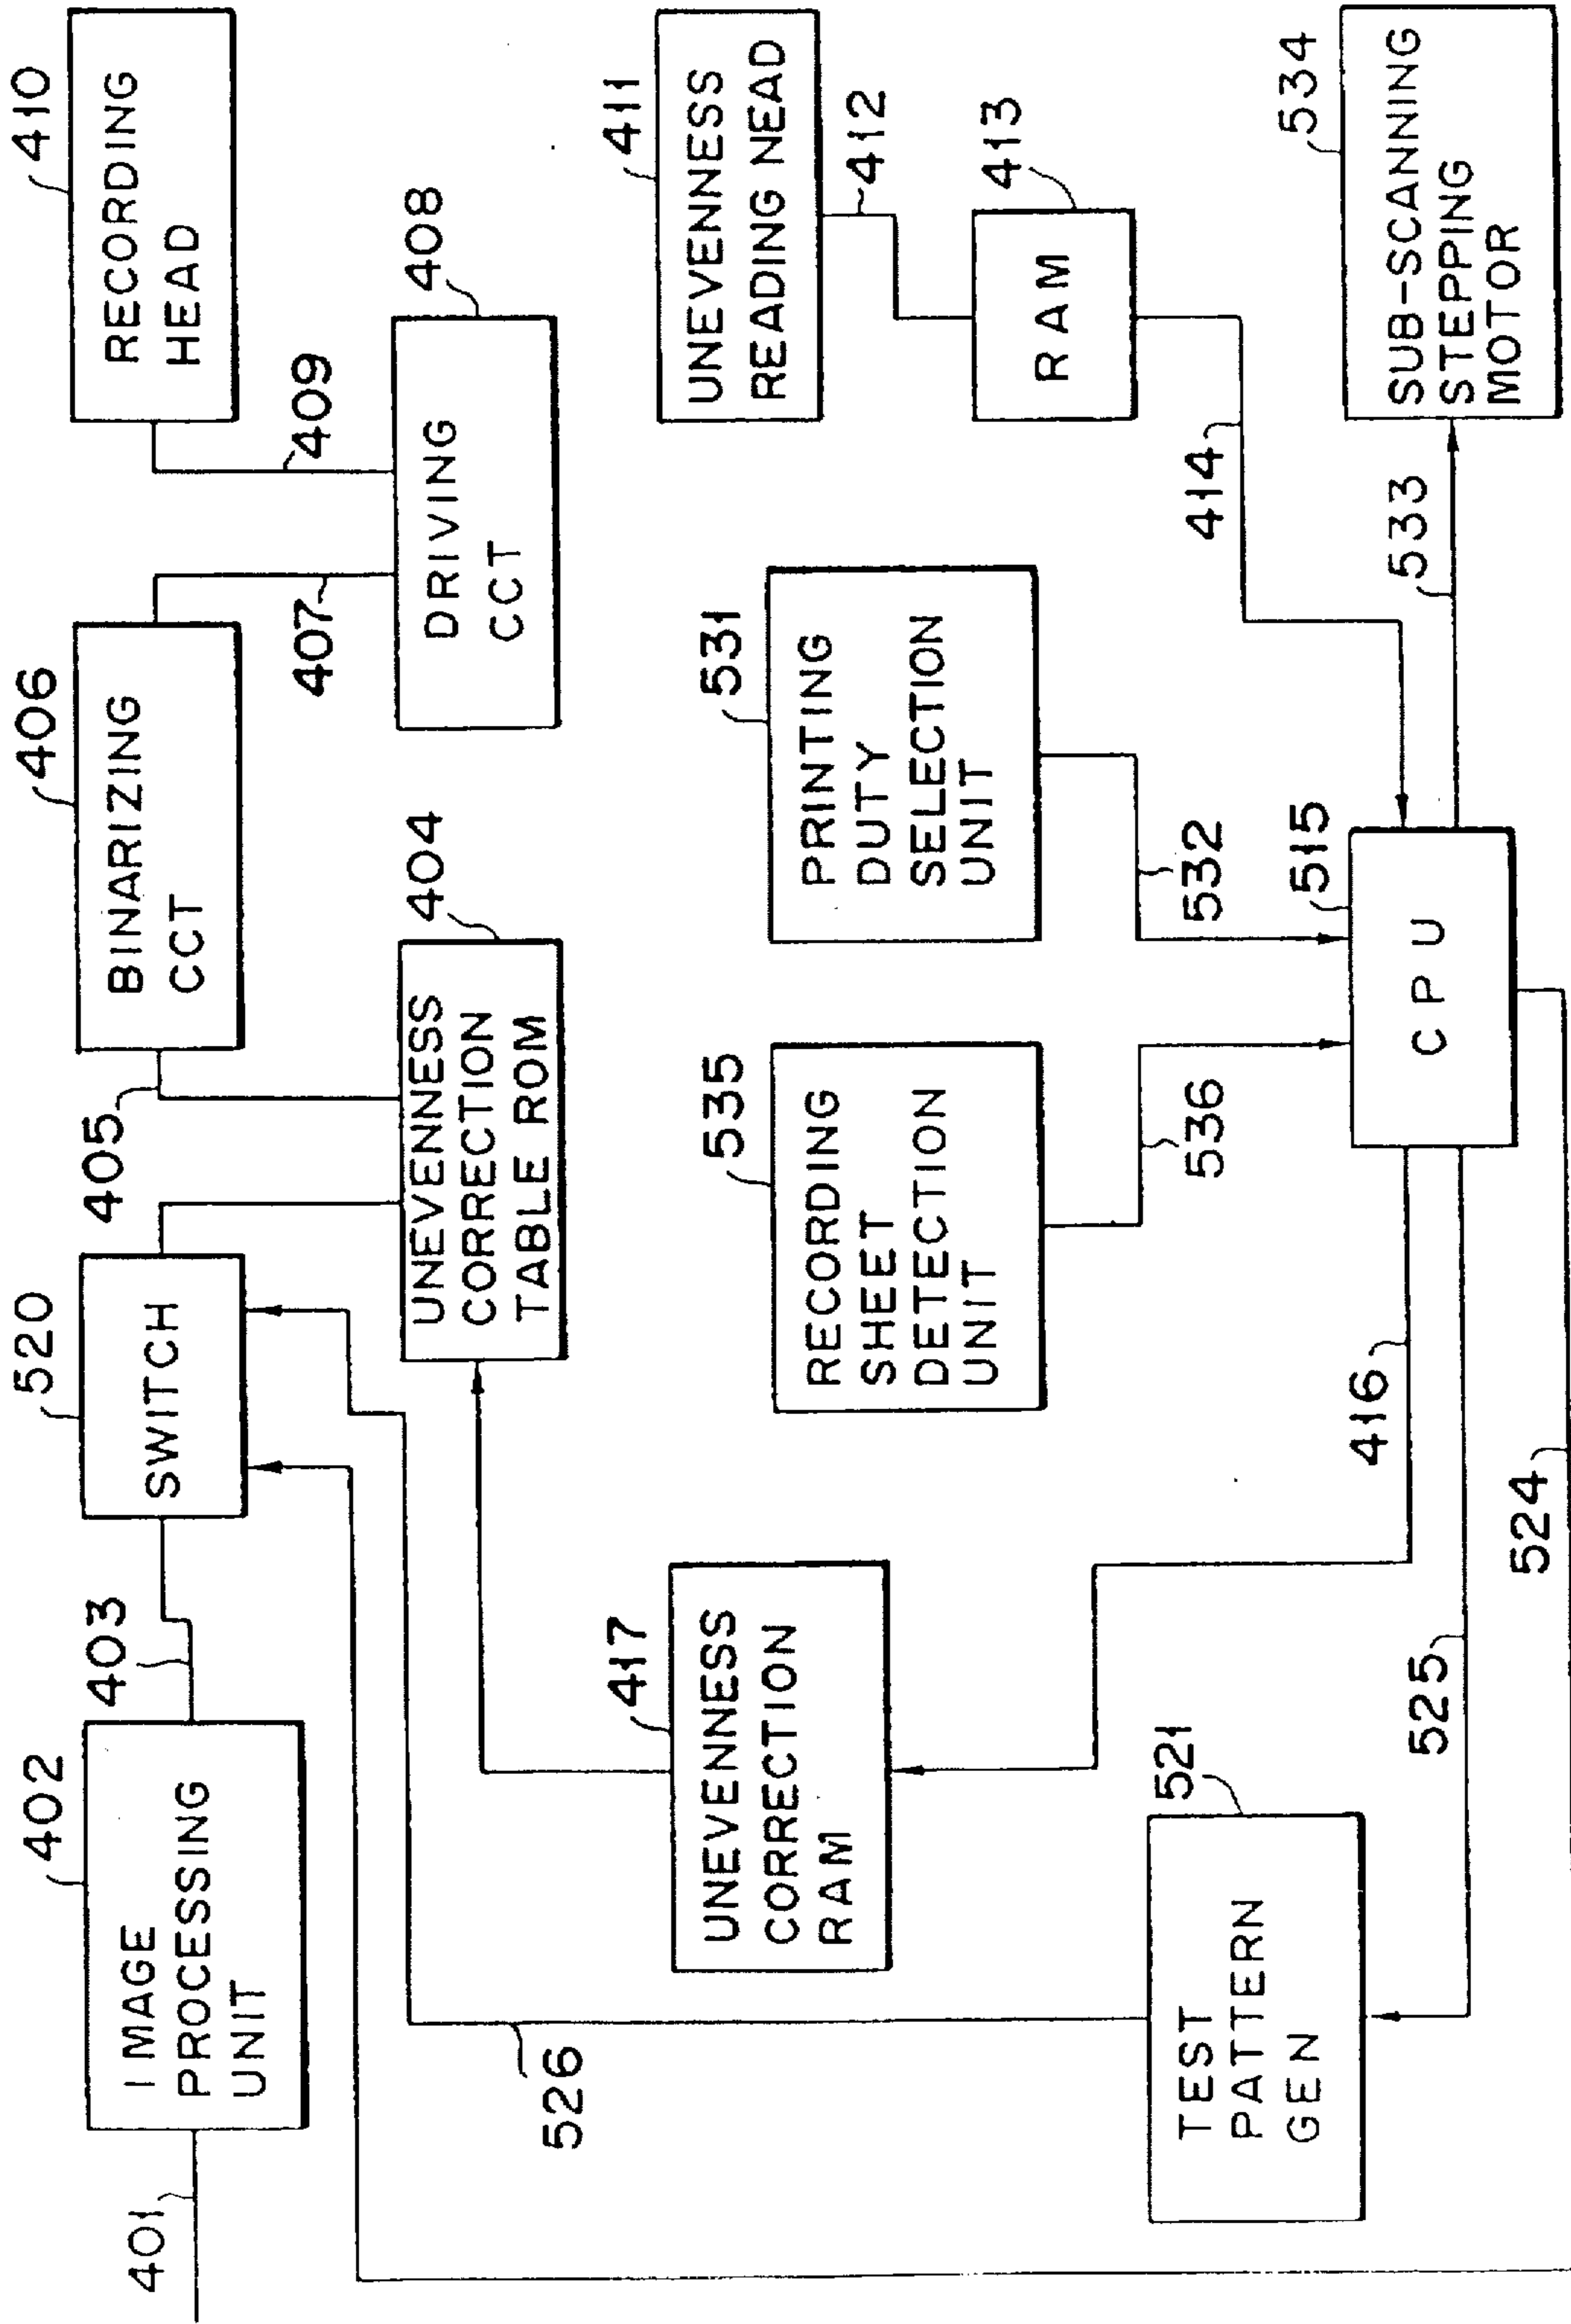 401
402
IMAGE
PROCESSING
UNIT
403
520
SWITCH
405
406
BINARIZING
CCT
407
409
410
RECORDING
HEAD
404
UNEVENNESS
CORRECTION
TABLE ROM
408
DRIVING
CCT
526
417
UNEVENNESS
CORRECTION
RAM
535
RECORDING
SHEET
DETECTION
UNIT
531
PRINTING
DUTY
SELECTION
UNIT
411
UNEVENNESS
READING NEAD
412
413
RAM
414
536
532
521
TEST
PATTERN
GEN
416
525
524
515
CPU
533
534
SUB-SCANNING
STEPPING
MOTOR